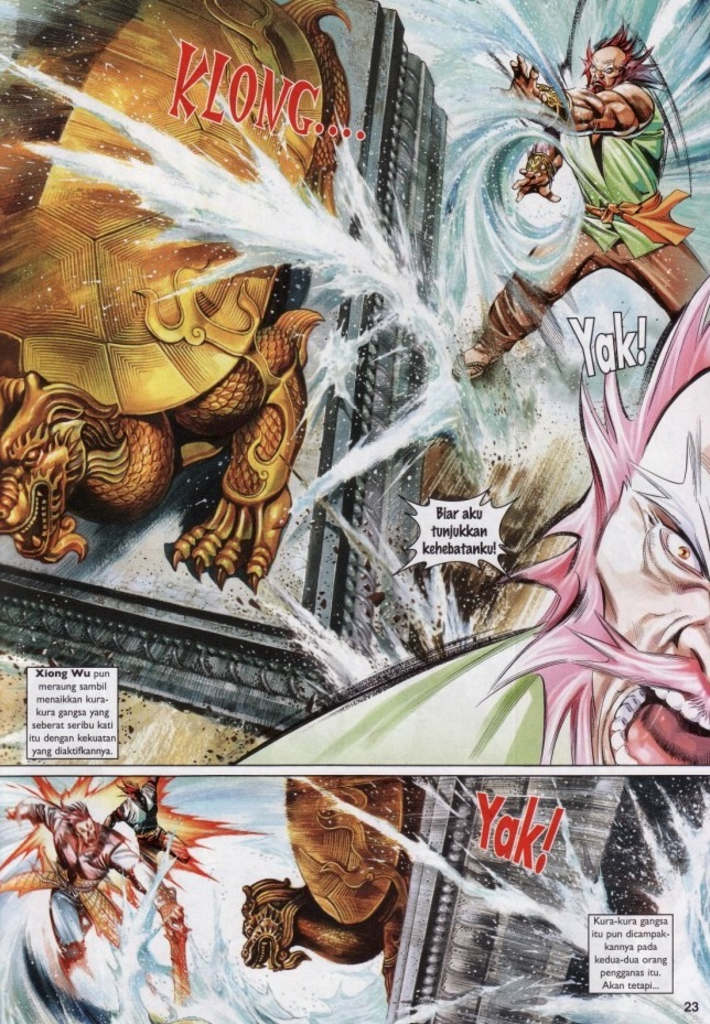 KLONG....
Yak!
Biar aku
tunjukkan
kehebatanku!
Xiong Wu pun
meraung sambil
menaikkan kura-
kura gangsa yang
seberat seribu kati
itu dengan kekuatan
yang diaktifkannya.
Yak!
Kura-kura gangsa
itu pun dicampak-
kannya pada
kedua-dua orang
pengganas itu.
Akan tetapi...
23